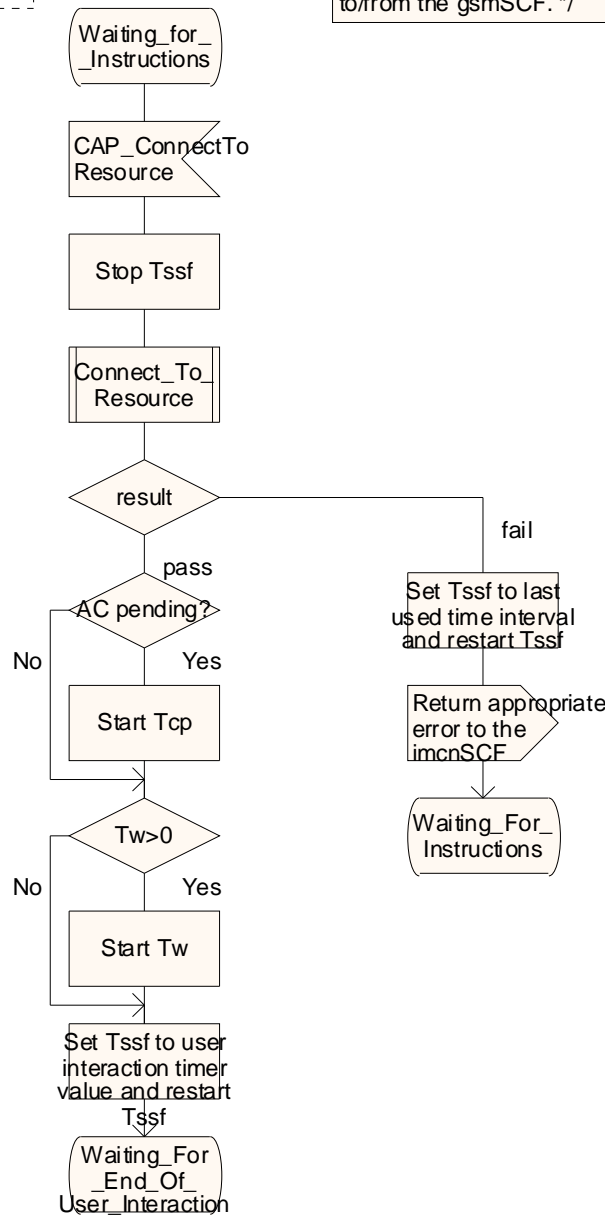 to/from the gsmSCF. */
Waiting_for_
_Instructions
CAP_ConnectTo
Resource
Stop Tssf
Connect_To_
Resource
result
fail
pass
AC pending?
No
Yes
Start Tcp
Set Tssf to last
used time interval
and restart Tssf
Return appropriate
error to the
imcnSCF
Waiting_For_
Instructions
Tw>0
No
Yes
Start Tw
Set Tssf to user
interaction timer
value and restart
Tssf
Waiting_For
_End_Of_
User_Interaction